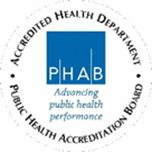 ACCREDITED HEALTH DEPARTMENT
PHAB
Advancing
public health
performance
PUBLIC HEALTH ACCREDITATION BOARD